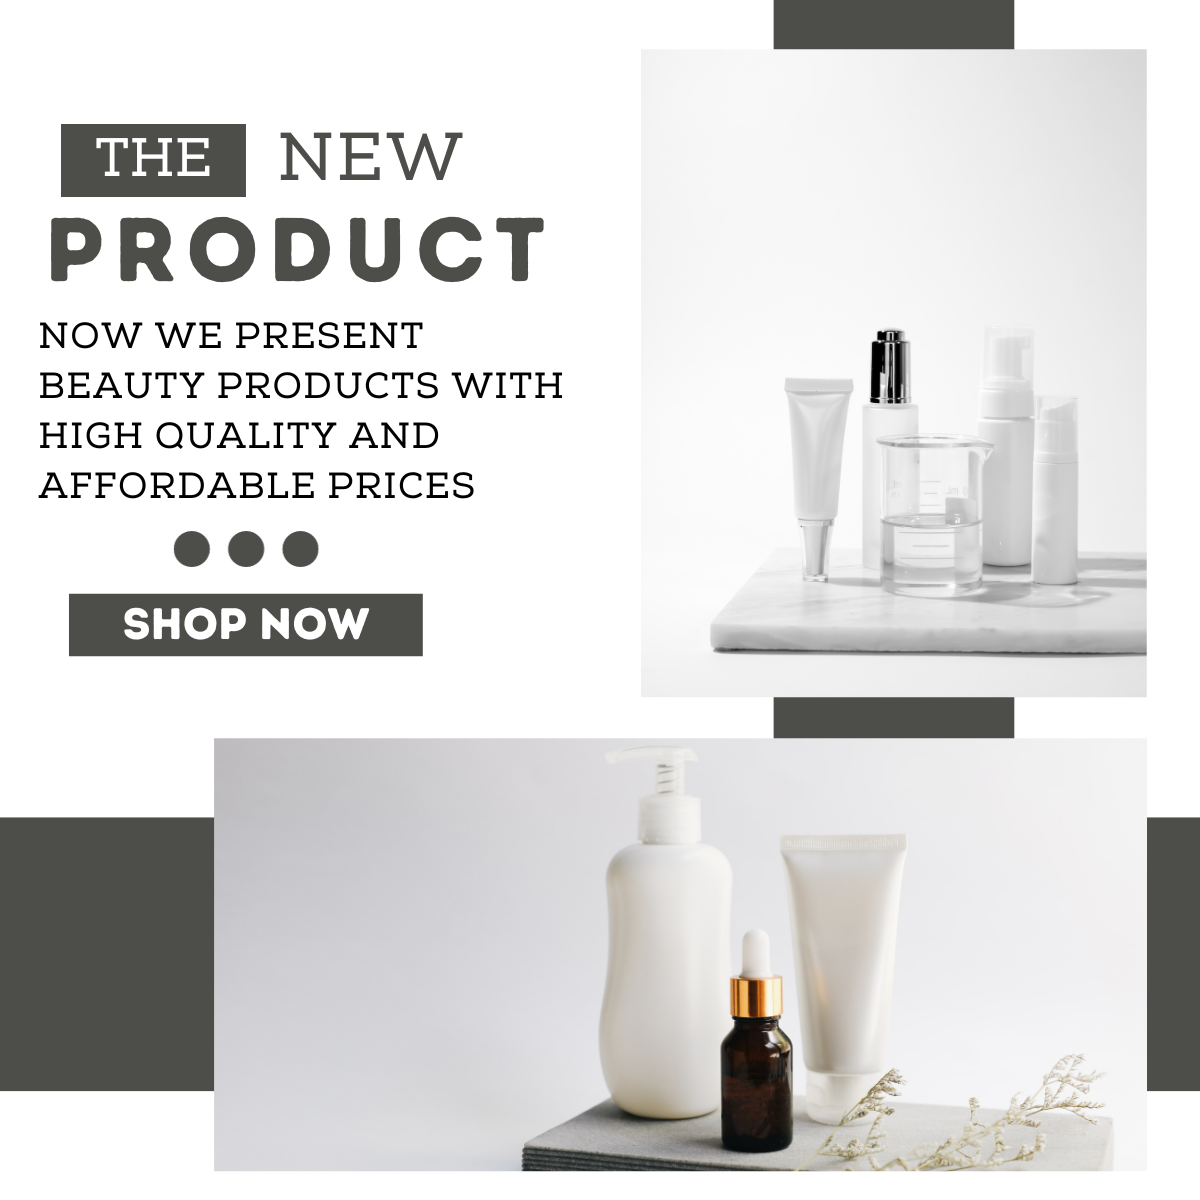 THE NEW
PRODUCT
NOW WE PRESENT
BEAUTY PRODUCTS WITH
HIGH QUALITY AND
AFFORDABLE PRICES
SHOP NOW